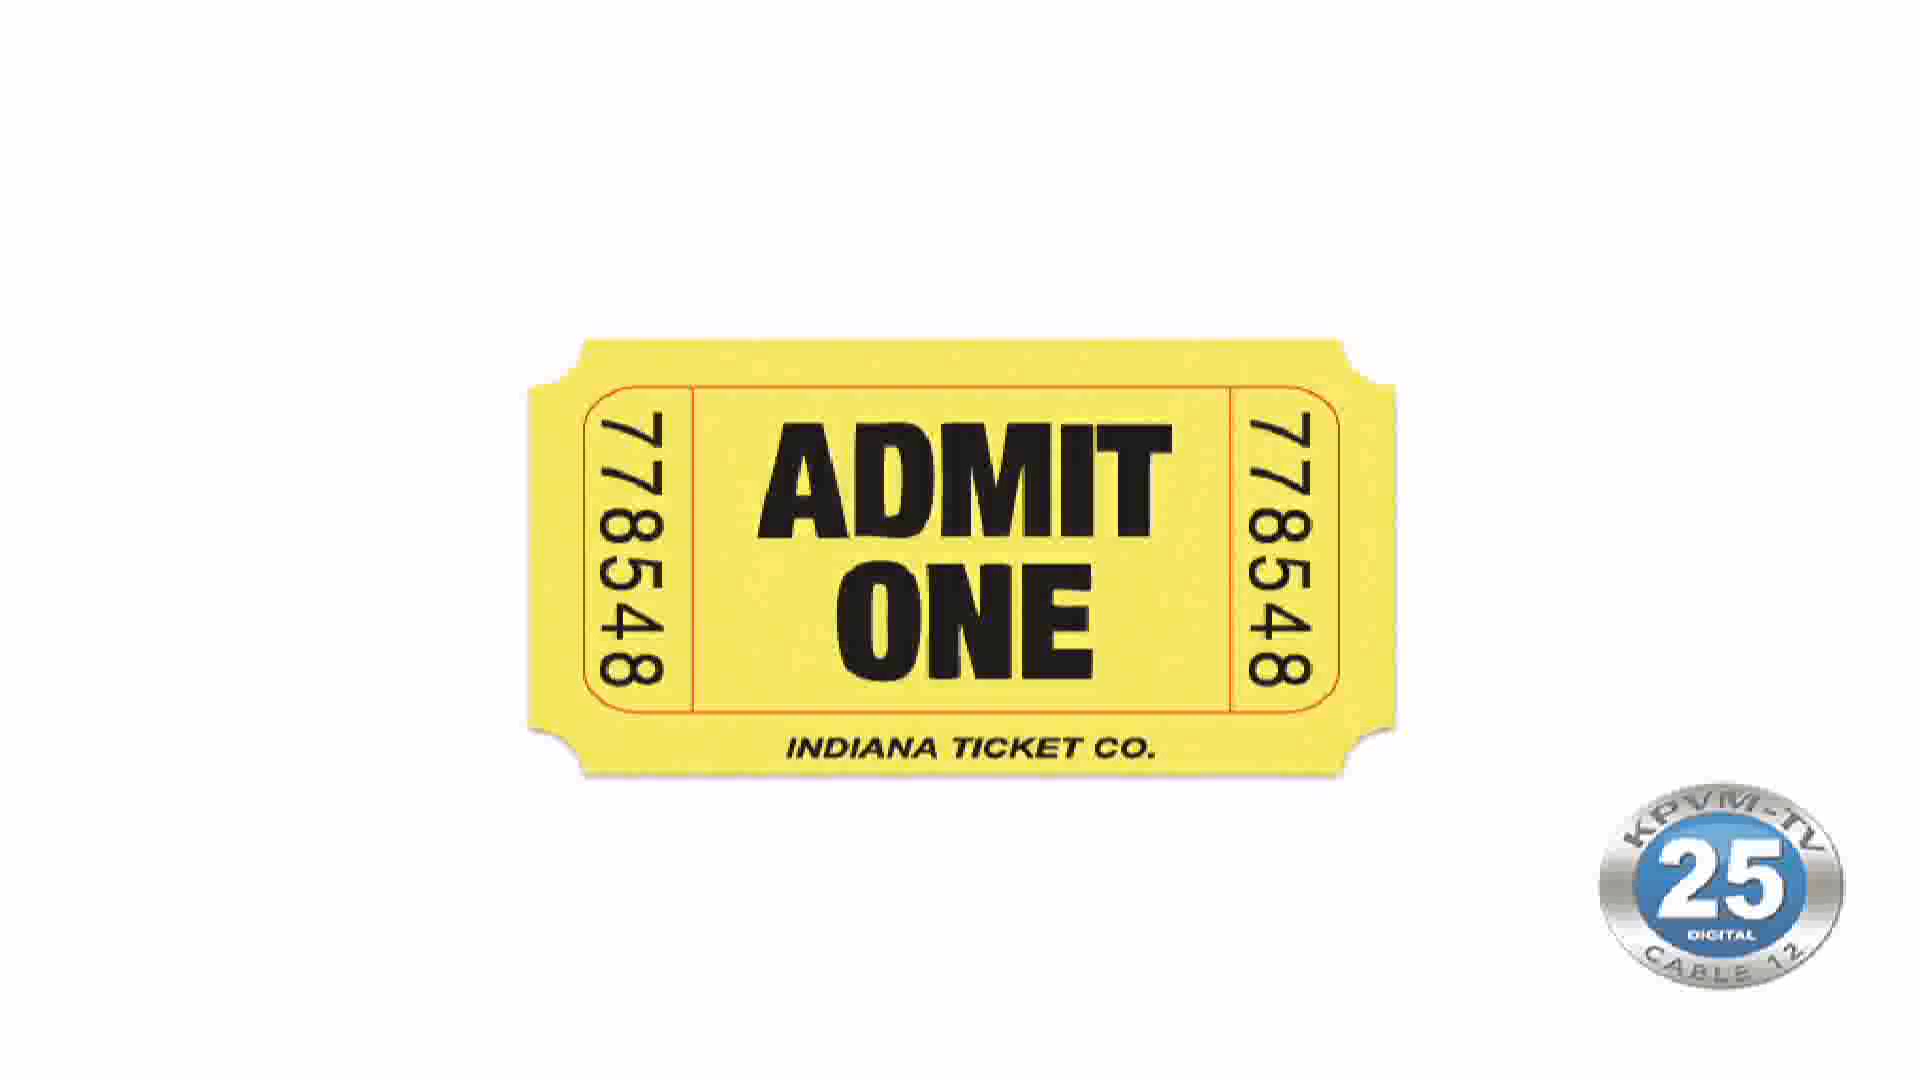 778548
ADMIT
ONE
778548
INDIANA TICKET CO.
KPVM-TV
25
DIGITAL
CABLE 12